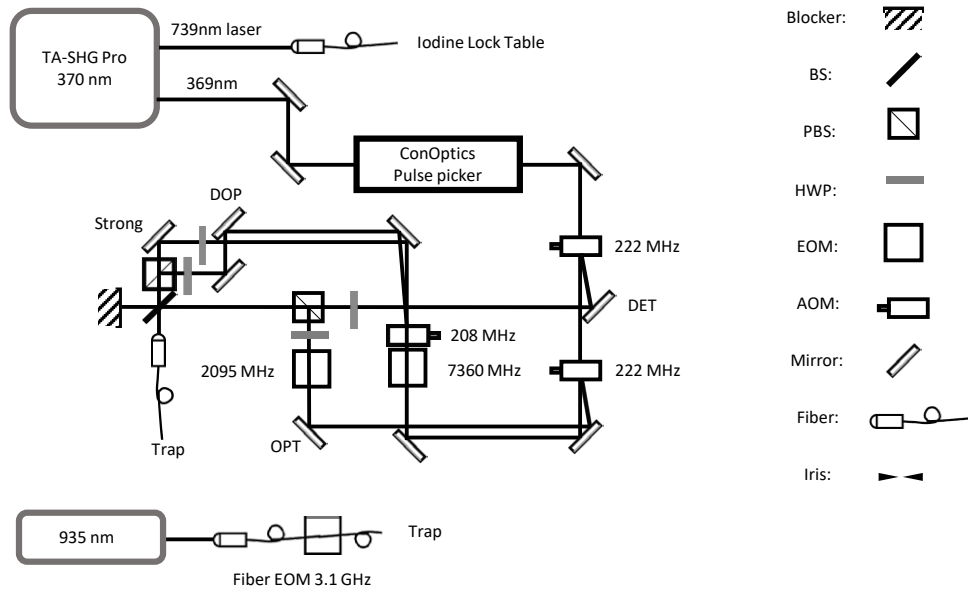 739nm laser
Iodine Lock Table
TA-SHG Pro
370 nm
369nm
ConOptics
Pulse picker
DOP
Strong
222 MHz
DET
208 MHz
2095 MHz
7360 MHz
222 MHz
Trap
OPT
935 nm
Trap
Fiber EOM 3.1 GHz
Blocker:
BS:
PBS:
HWP:
EOM:
AOM:
Mirror:
Fiber:
Iris: